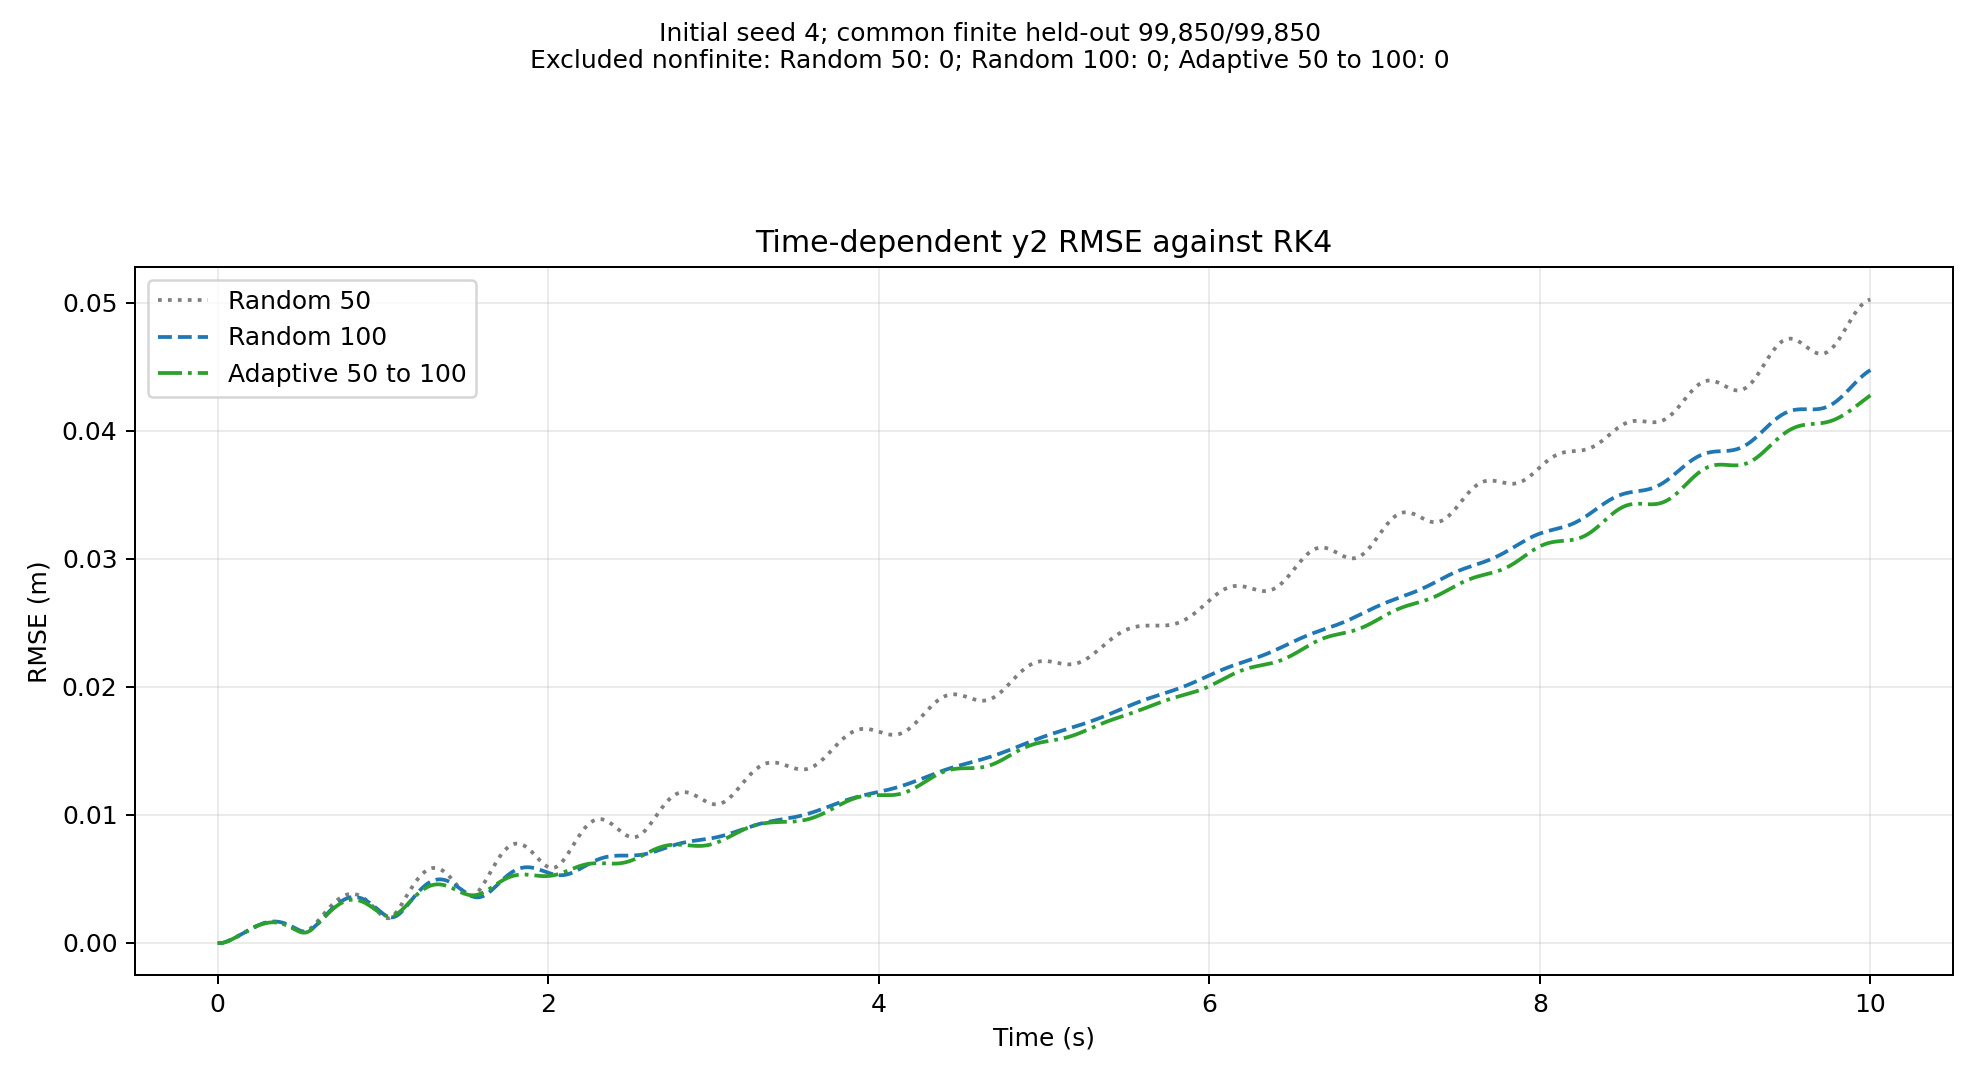 Initial seed 4; common finite held-out 99,850/99,850
Excluded nonfinite: Random 50: 0; Random 100: 0; Adaptive 50 to 100: 0
Time-dependent y2 RMSE against RK4
Random 50
Random 100
Adaptive 50 to 100
RMSE (m)
0.05
0.04
0.03
0.02
0.01
0.00
0 2 4 6 8 10
Time (s)